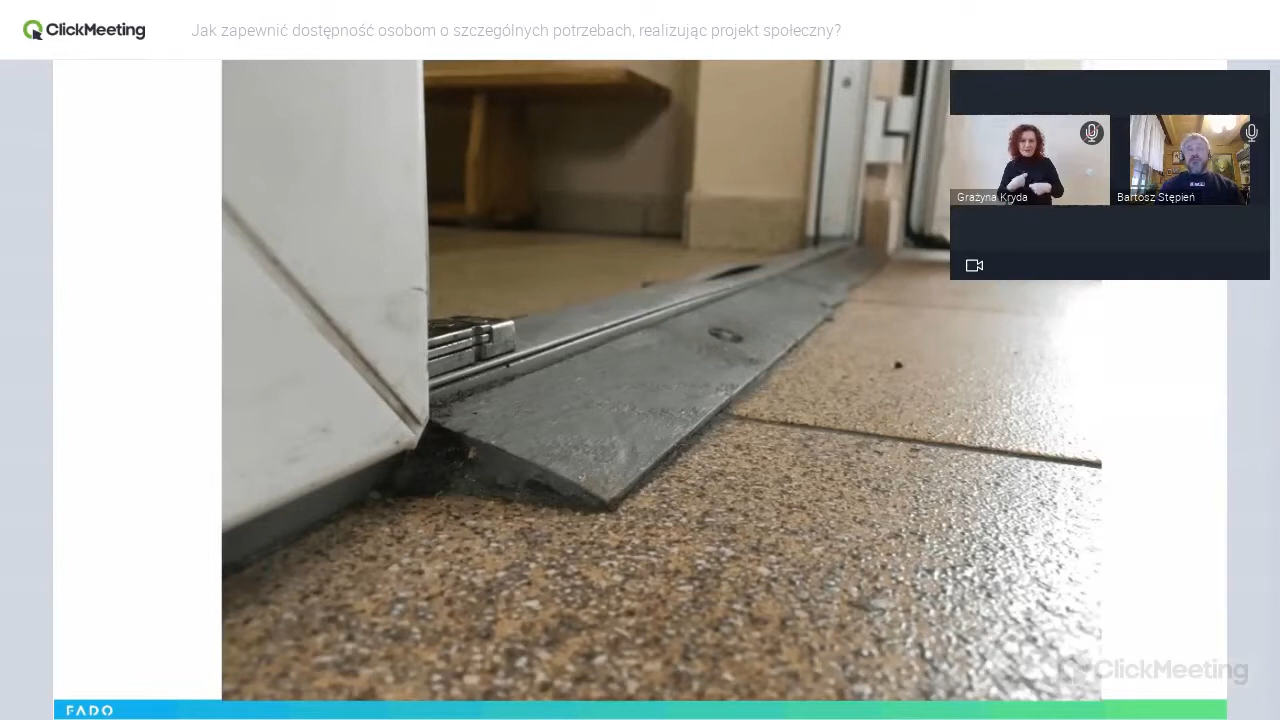 ClickMeeting
Jak zapewnić dostępność osobom o szczególnych potrzebach, realizując projekt społeczny?
Grażyna Kryda
Bartosz Stępień
ClickMeeting
FADO